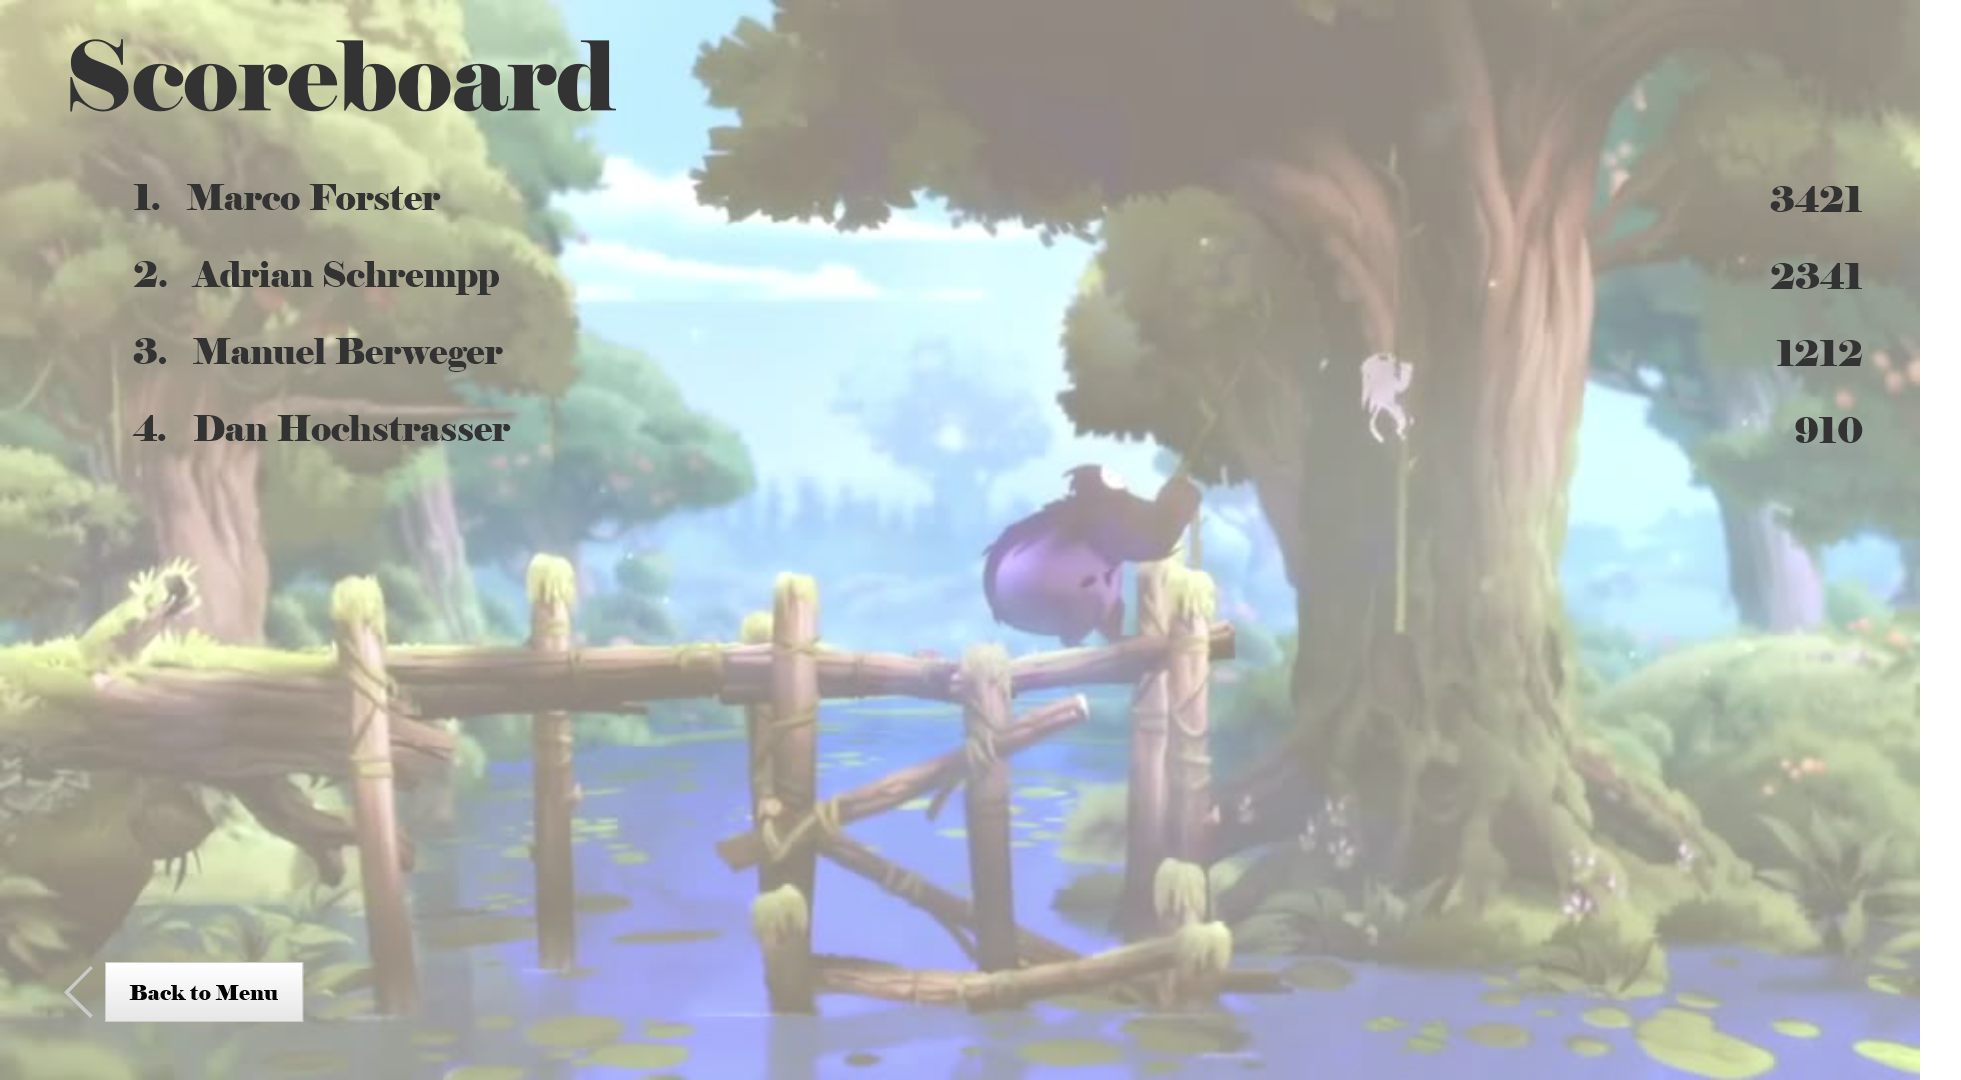 Scoreboard
1. Marco Forster 3421
2. Adrian Schrempp 2341
3. Manuel Berweger 1212
4. Dan Hochstrasser 910
Back to Menu